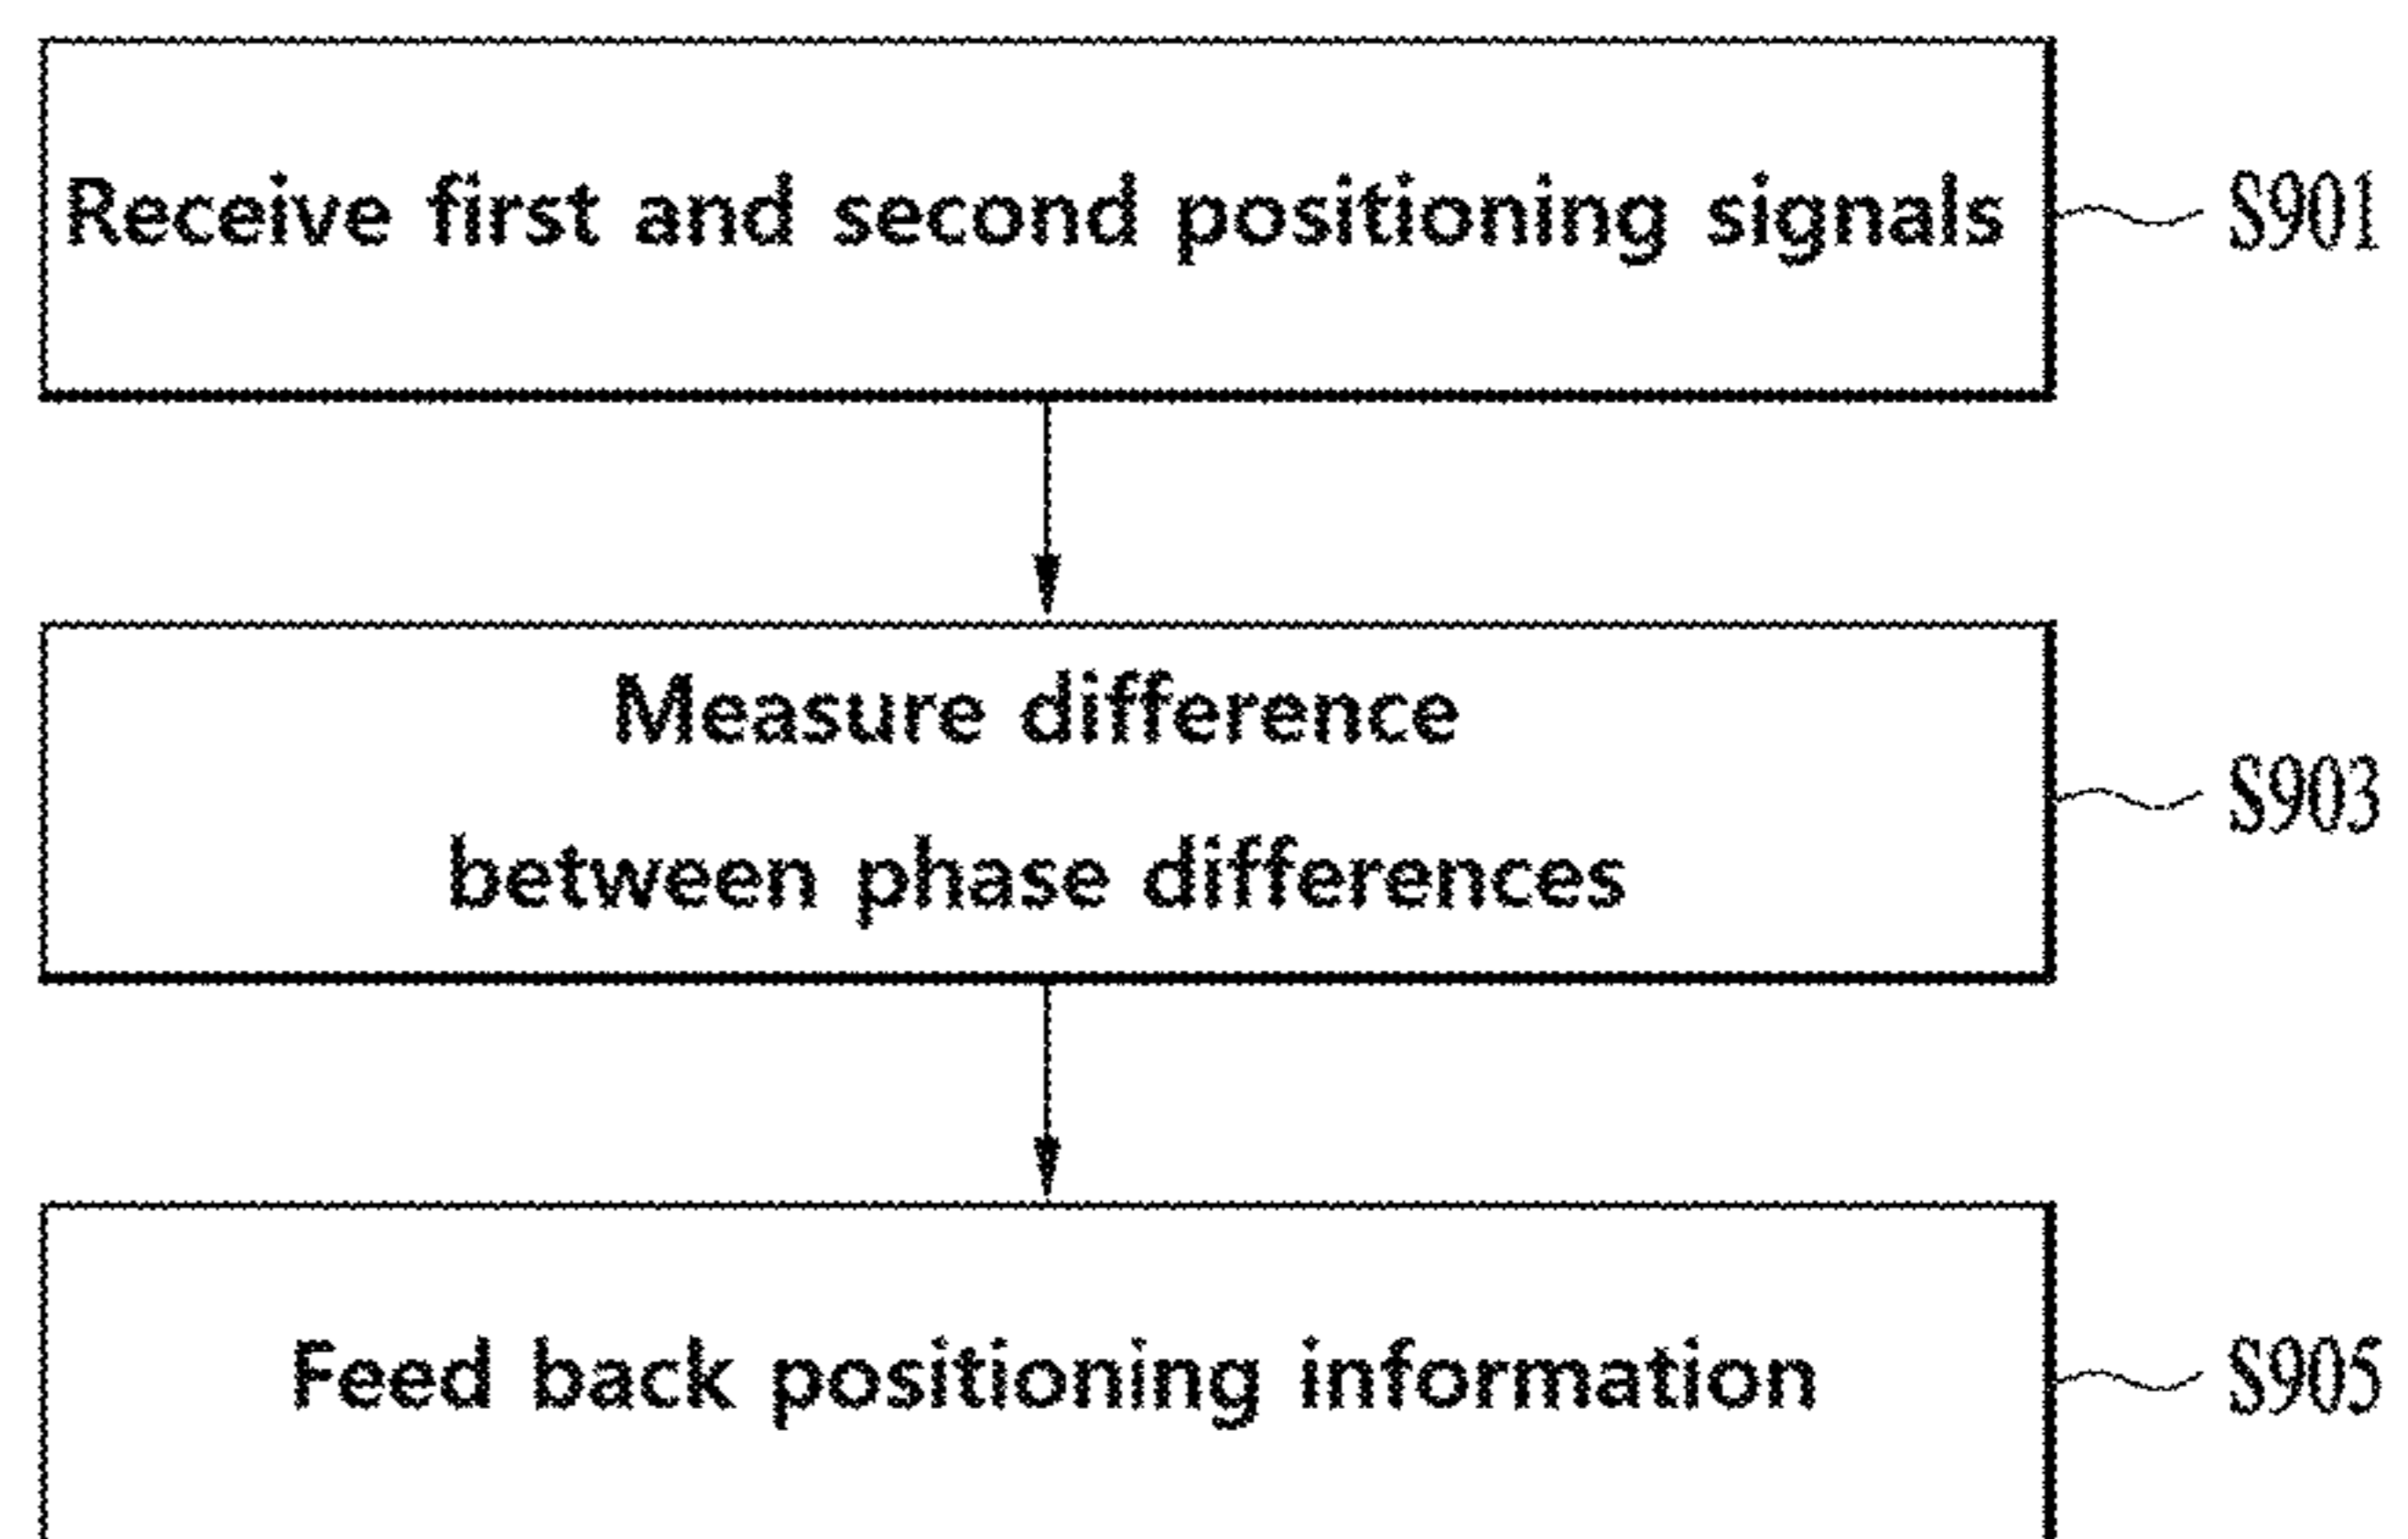 Receive first and second positioning signals
S901
Measure difference
between phase differences
S903
Feed back positioning information
S905